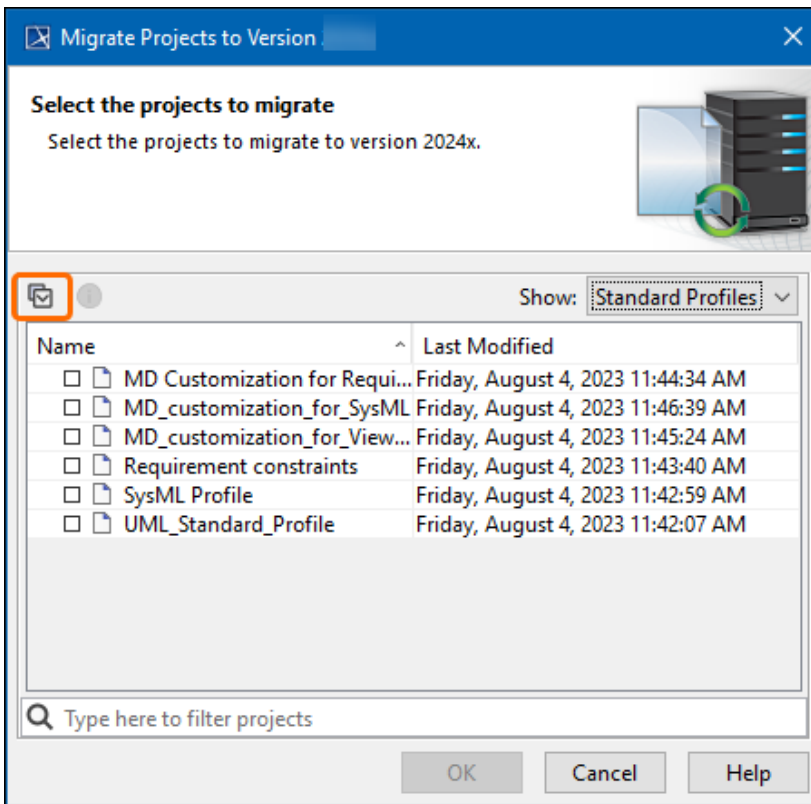 Migrate Projects to Version
Select the projects to migrate
Select the projects to migrate to version 2024x.
Show: Standard Profiles
Name Last Modified
MD Customization for Requi... Friday, August 4, 2023 11:44:34 AM
MD_customization_for_SysML Friday, August 4, 2023 11:46:39 AM
MD_customization_for_View... Friday, August 4, 2023 11:45:24 AM
Requirement constraints Friday, August 4, 2023 11:43:40 AM
SysML Profile Friday, August 4, 2023 11:42:59 AM
UML_Standard_Profile Friday, August 4, 2023 11:42:07 AM
Type here to filter projects
OK Cancel Help